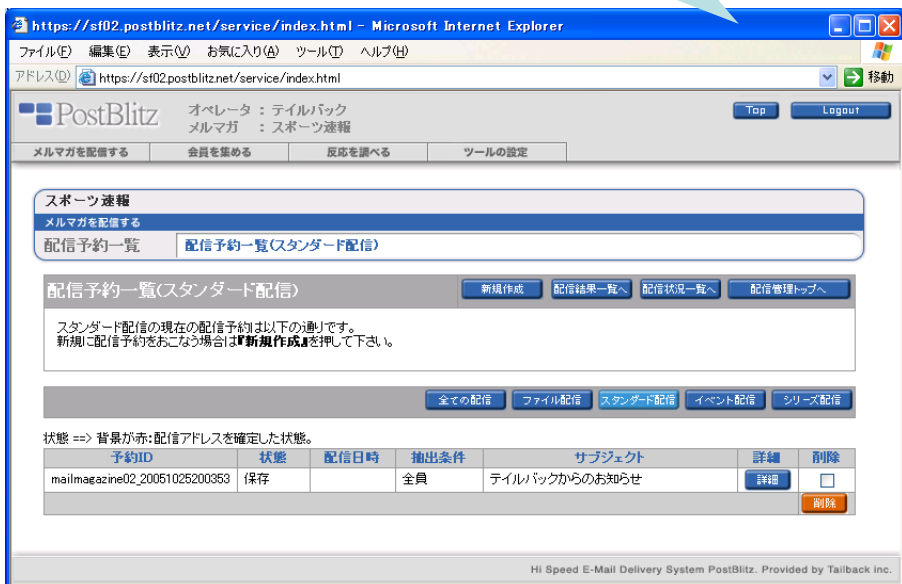 https://sf02.postblitz.net/service/index.html - Microsoft Internet Explorer
ファイル(F) 編集(E) 表示(V) お気に入り(A) ツール(T) ヘルプ(H)
アドレス(D) https://sf02.postblitz.net/service/index.html 移動
PostBlitz オペレータ : テイルバック Top Logout
メルマガ : スポーツ速報
メルマガを配信する 会員を集める 反応を調べる ツールの設定
スポーツ速報
メルマガを配信する
配信予約一覧 配信予約一覧(スタンダード配信)
配信予約一覧(スタンダード配信) 新規作成 配信結果一覧へ 配信状況一覧へ 配信管理トップへ
スタンダード配信の現在の配信予約は以下の通りです。
新規に配信予約をおこなう場合は『新規作成』を押して下さい。
全ての配信 ファイル配信 スタンダード配信 イベント配信 シリーズ配信
状態 ==> 背景が赤:配信アドレスを確定した状態。
予約ID 状態 配信日時 抽出条件 サブジェクト 詳細 削除
mailmagazine02_20051025200353 保存 全員 テイルバックからのお知らせ 詳細
削除
Hi Speed E-Mail Delivery System PostBlitz. Provided by Tailback inc.